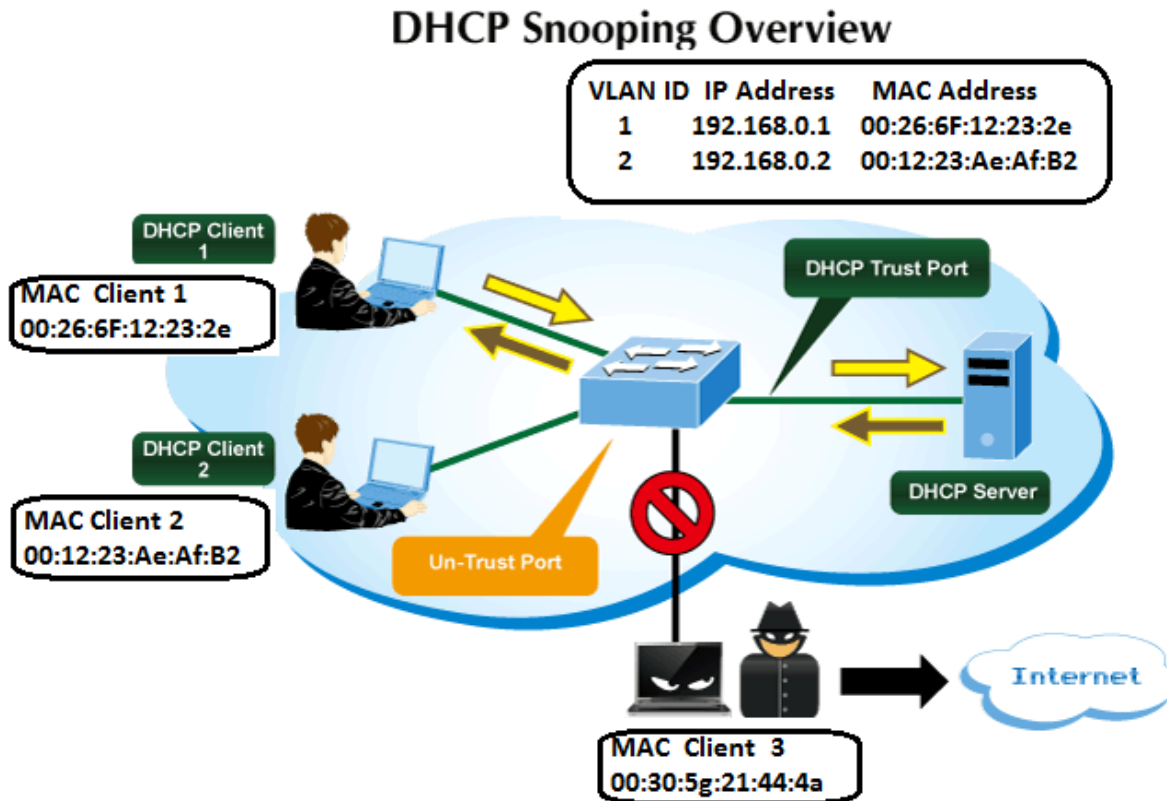 DHCP Snooping Overview
VLAN ID IP Address MAC Address
1 192.168.0.1 00:26:6F:12:23:2e
2 192.168.0.2 00:12:23:Ae:Af:B2
DHCP Client
1
MAC Client 1
00:26:6F:12:23:2e
DHCP Trust Port
DHCP Client
2
MAC Client 2
00:12:23:Ae:Af:B2
DHCP Server
Un-Trust Port
Internet
MAC Client 3
00:30:5g:21:44:4a